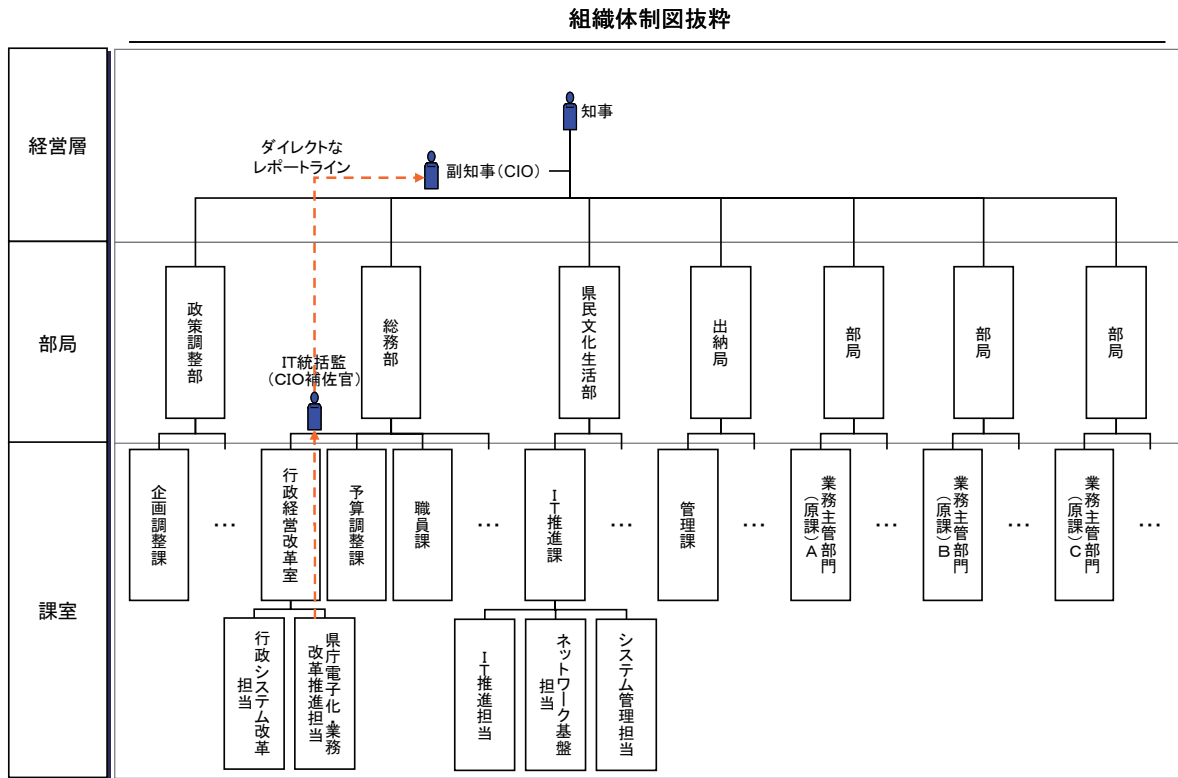 組織体制図抜粋
経営層
知事
ダイレクトな
レポートライン
副知事(CIO)
部局
政策調整部
総務部
県民文化生活部
出納局
部局
部局
部局
IT統括監
(CIO補佐官)
課室
企画調整課
…
行政経営改革室
予算調整課
職員課
…
IT推進課
…
管理課
…
業務主管部門
(原課)A
…
業務主管部門
(原課)B
…
業務主管部門
(原課)C
…
行政システム改革
担当
県庁電子化・業務
改革推進担当
IT推進担当
ネットワーク基盤
担当
システム管理担当